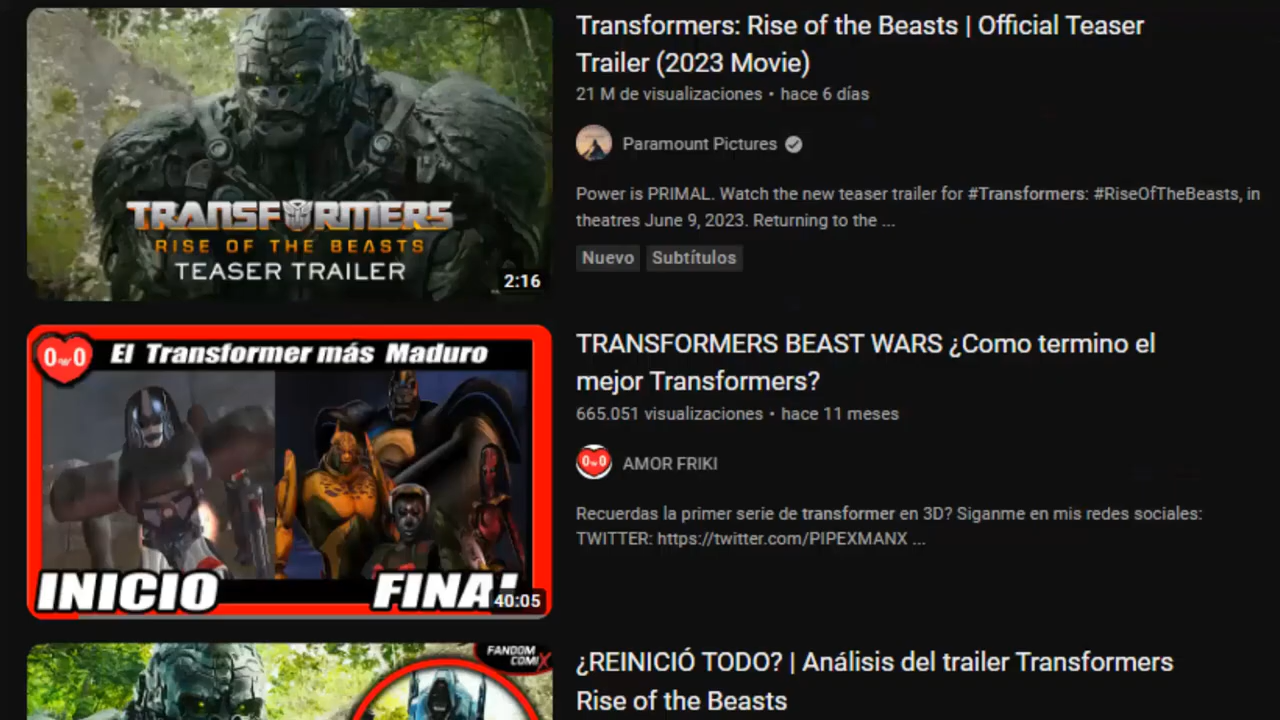 TRANSFORMERS
RISE OF THE BEASTS
TEASER TRAILER
2:16
Transformers: Rise of the Beasts | Official Teaser
Trailer (2023 Movie)
21 M de visualizaciones • hace 6 días
Paramount Pictures
Power is PRIMAL. Watch the new teaser trailer for #Transformers: #RiseOfTheBeasts, in
theatres June 9, 2023. Returning to the ...
Nuevo Subtítulos
El Transformer más Maduro
INICIO
FINAL
40:05
TRANSFORMERS BEAST WARS ¿Como termino el
mejor Transformers?
665.051 visualizaciones • hace 11 meses
AMOR FRIKI
Recuerdas la primer serie de transformer en 3D? Siganme en mis redes sociales:
TWITTER: https://twitter.com/PIPEXMANX ...
FANDOM
COMIX
¿REINICIÓ TODO? | Análisis del trailer Transformers
Rise of the Beasts